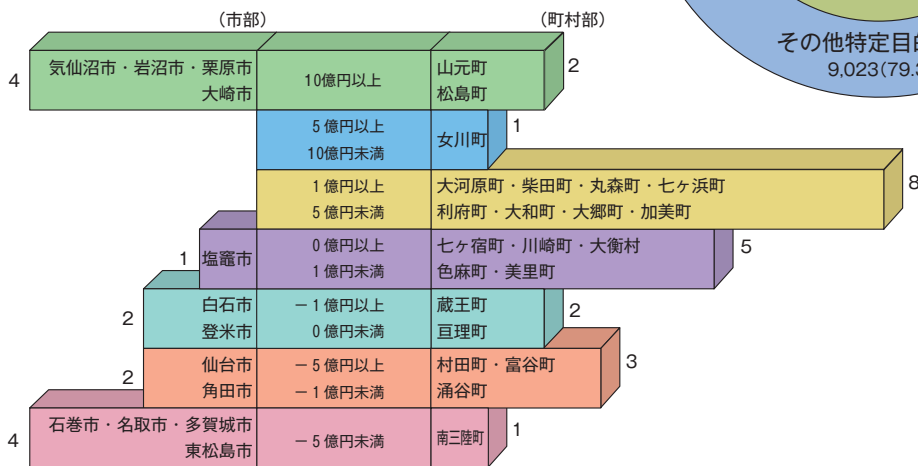 （市部）
（町村部）
その他特定目的
9,023(79.3
4
気仙沼市・岩沼市・栗原市
大崎市
10億円以上
山元町
松島町
2
5億円以上
10億円未満
女川町
1
1億円以上
5億円未満
大河原町・柴田町・丸森町・七ヶ浜町
利府町・大和町・大郷町・加美町
8
1
塩竈市
0億円以上
1億円未満
七ヶ宿町・川崎町・大衡村
色麻町・美里町
5
2
白石市
登米市
－1億円以上
0億円未満
蔵王町
亘理町
2
2
仙台市
角田市
－5億円以上
－1億円未満
村田町・富谷町
涌谷町
3
4
石巻市・名取市・多賀城市
東松島市
－5億円未満
南三陸町
1